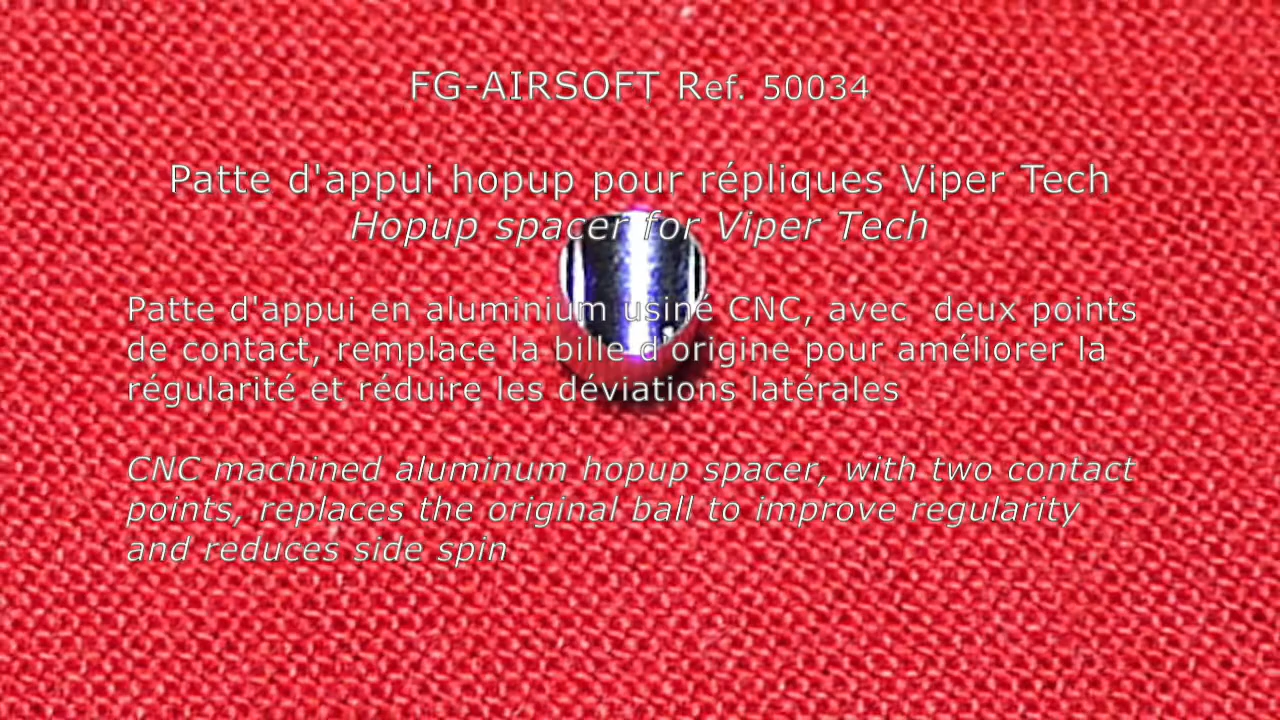 FG-AIRSOFT Ref. 50034
Patte d'appui hopup pour répliques Viper Tech
Hopup spacer for Viper Tech
Patte d'appui en aluminium usiné CNC, avec  deux points
de contact, remplace la bille d'origine pour améliorer la
régularité et réduire les déviations latérales
CNC machined aluminum hopup spacer, with two contact
points, replaces the original ball to improve regularity
and reduces side spin